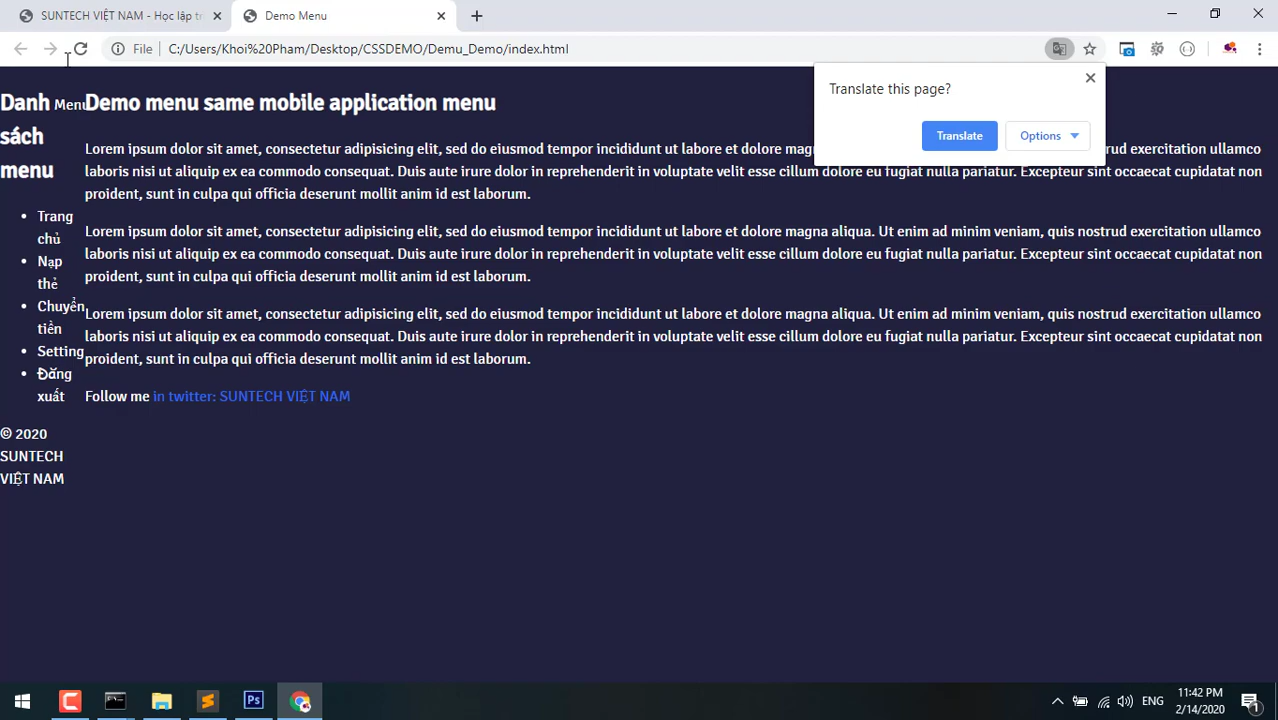 SUNTECH VIỆT NAM - Học lập tr
Demo Menu
File
C:/Users/Khoi%20Pham/Desktop/CSSDEMO/Demu_Demo/index.html
Translate this page?
Translate
Options
Danh
sách
menu
Menu
Trang
chủ
Nạp
thẻ
Chuyển
tiền
Setting
Đăng
xuất
© 2020
SUNTECH
VIỆT NAM
Demo menu same mobile application menu
Lorem ipsum dolor sit amet, consectetur adipisicing elit, sed do eiusmod tempor incididunt ut labore et dolore mag
rud exercitation ullamco
laboris nisi ut aliquip ex ea commodo consequat. Duis aute irure dolor in reprehenderit in voluptate velit esse cillum dolore eu fugiat nulla pariatur. Excepteur sint occaecat cupidatat non
proident, sunt in culpa qui officia deserunt mollit anim id est laborum.
Lorem ipsum dolor sit amet, consectetur adipisicing elit, sed do eiusmod tempor incididunt ut labore et dolore magna aliqua. Ut enim ad minim veniam, quis nostrud exercitation ullamco
laboris nisi ut aliquip ex ea commodo consequat. Duis aute irure dolor in reprehenderit in voluptate velit esse cillum dolore eu fugiat nulla pariatur. Excepteur sint occaecat cupidatat non
proident, sunt in culpa qui officia deserunt mollit anim id est laborum.
Lorem ipsum dolor sit amet, consectetur adipisicing elit, sed do eiusmod tempor incididunt ut labore et dolore magna aliqua. Ut enim ad minim veniam, quis nostrud exercitation ullamco
laboris nisi ut aliquip ex ea commodo consequat. Duis aute irure dolor in reprehenderit in voluptate velit esse cillum dolore eu fugiat nulla pariatur. Excepteur sint occaecat cupidatat non
proident, sunt in culpa qui officia deserunt mollit anim id est laborum.
Follow me in twitter: SUNTECH VIỆT NAM
Ps
ENG
11:42 PM
2/14/2020
1